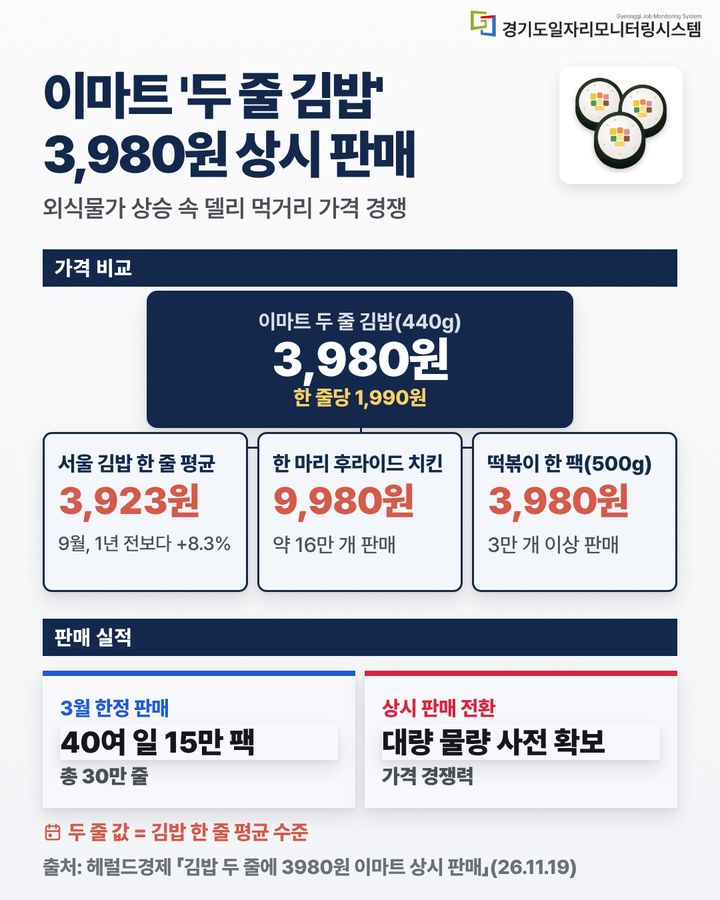 Gyeonggi Job Monitoring System
경기도일자리모니터링시스템
이마트 '두 줄 김밥'
3,980원 상시 판매
외식물가 상승 속 델리 먹거리 가격 경쟁
가격 비교
이마트 두 줄 김밥(440g)
3,980원
한 줄당 1,990원
서울 김밥 한 줄 평균
3,923원
9월, 1년 전보다 +8.3%
한 마리 후라이드 치킨
9,980원
약 16만 개 판매
떡볶이 한 팩(500g)
3,980원
3만 개 이상 판매
판매 실적
3월 한정 판매
40여 일 15만 팩
총 30만 줄
상시 판매 전환
대량 물량 사전 확보
가격 경쟁력
두 줄 값 = 김밥 한 줄 평균 수준
출처: 헤럴드경제 「김밥 두 줄에 3980원 이마트 상시 판매」(26.11.19)